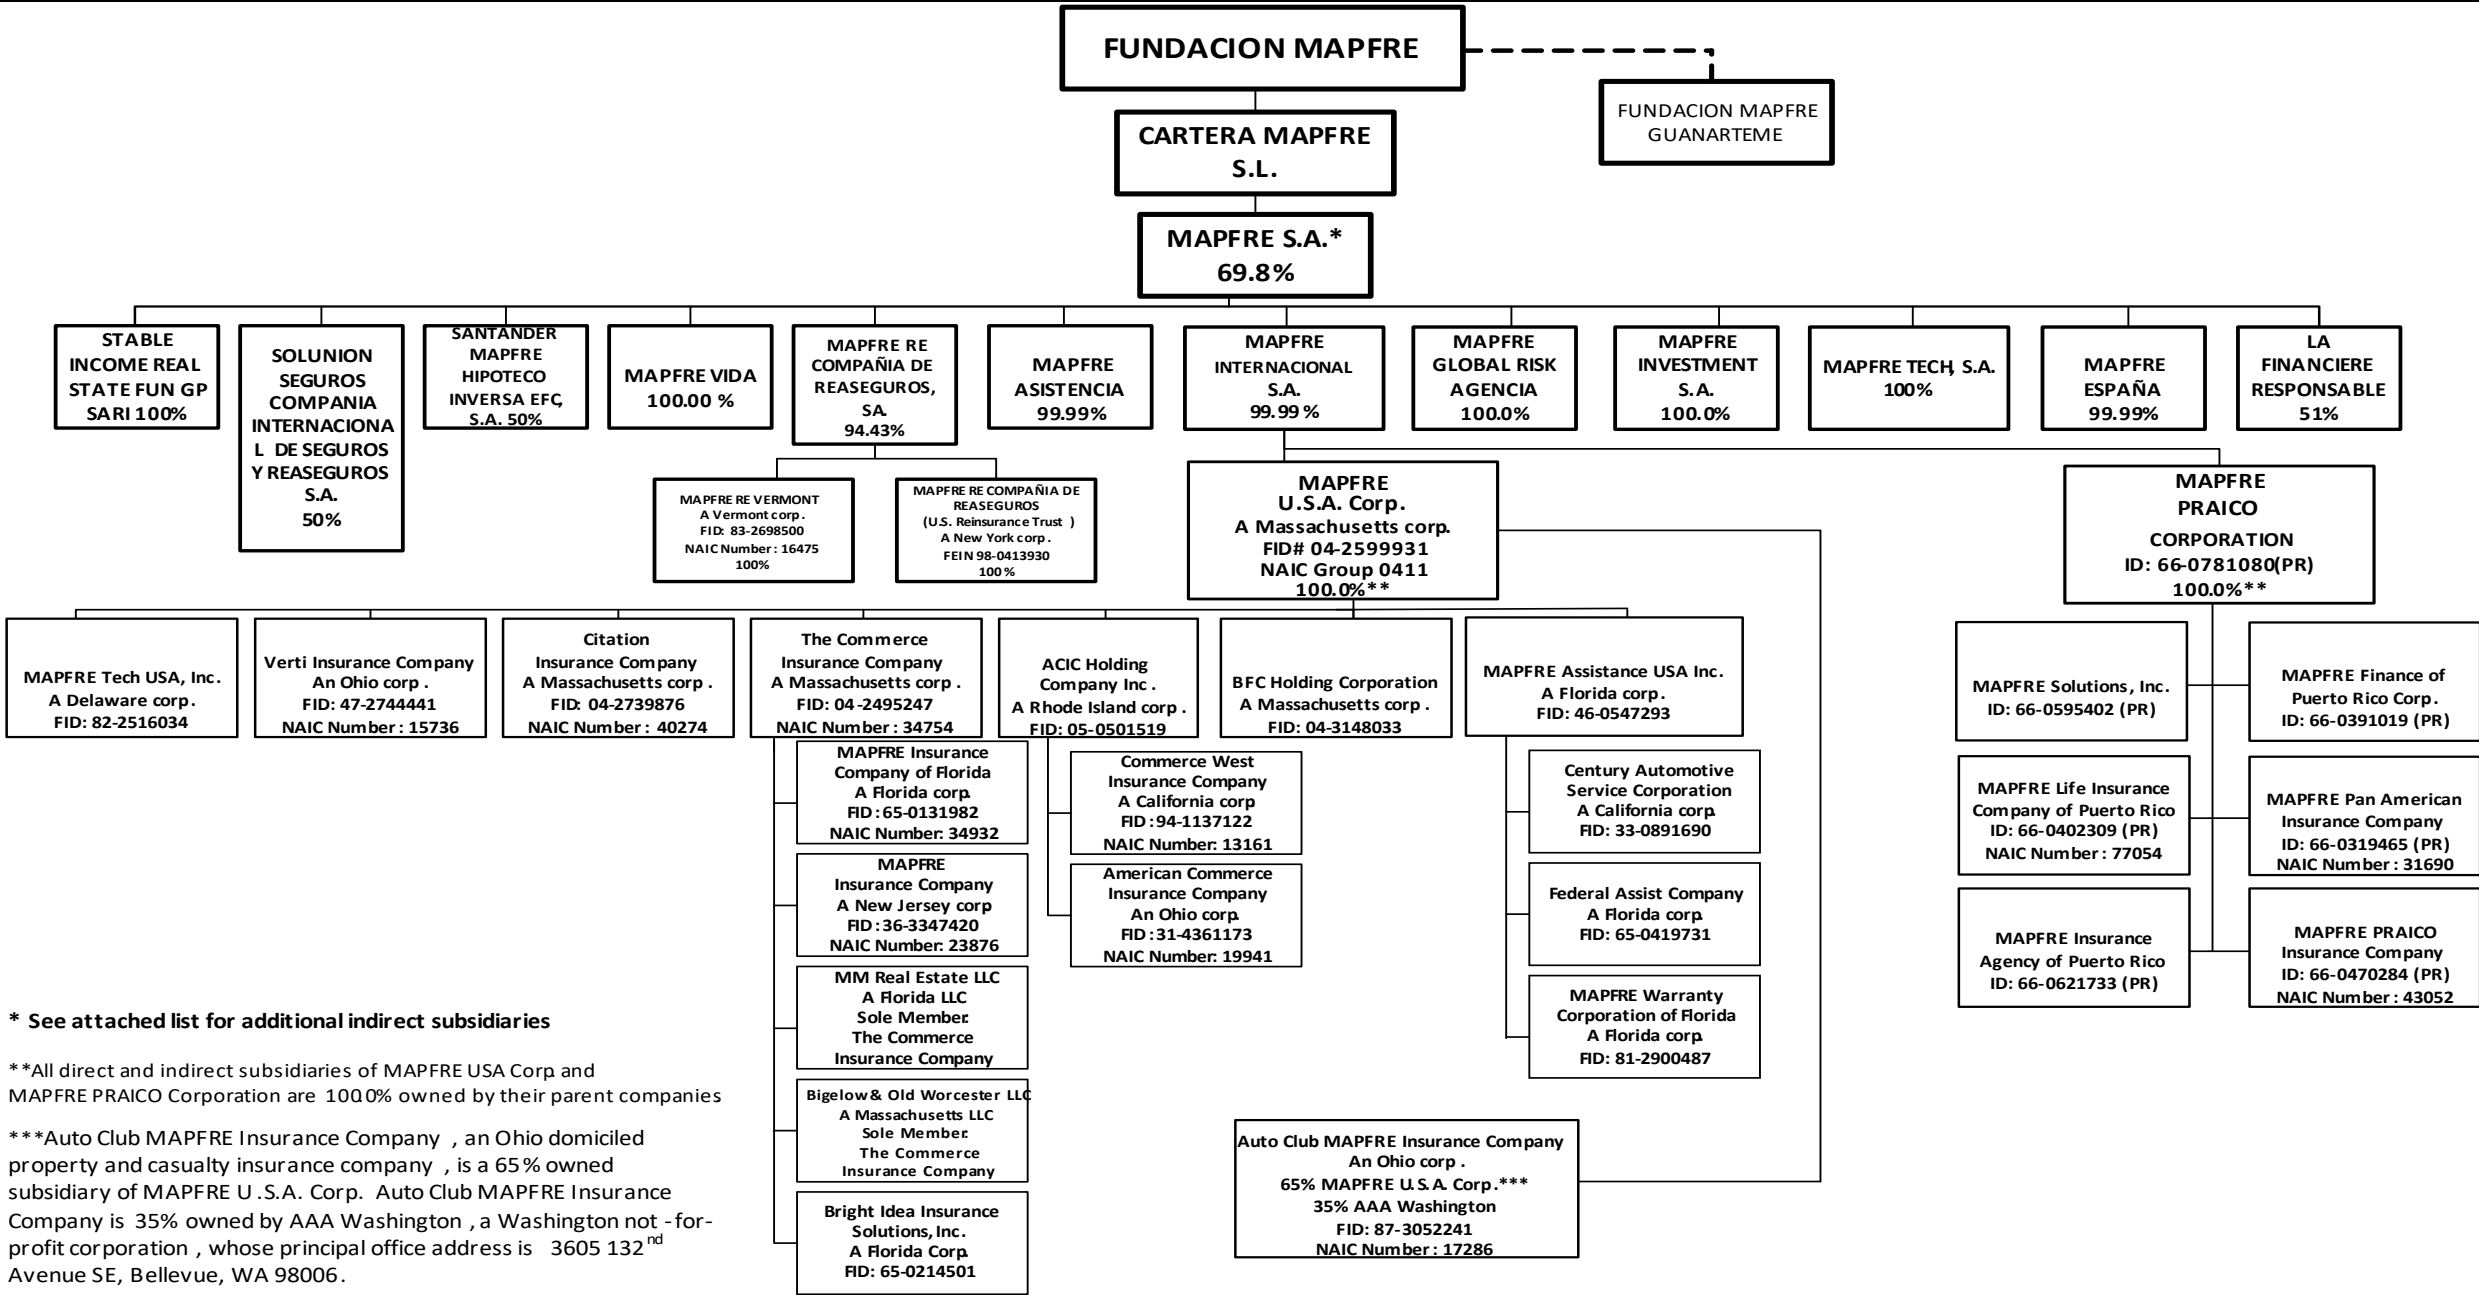 FUNDACION MAPFRE
FUNDACION MAPFRE
GUANARTEME
CARTERA MAPFRE
S.L.
MAPFRE S.A.*
69.8%
STABLE
INCOME REAL
STATE FUN GP
SARI 100%
SOLUNION
SEGUROS
COMPANIA
INTERNACIONA
L DE SEGUROS
Y REASEGUROS
S.A.
50%
SANTANDER
MAPFRE
HIPOTECO
INVERSA EFC,
S.A. 50%
MAPFRE VIDA
100.00 %
MAPFRE RE
COMPAÑIA DE
REASEGUROS,
SA.
94.43%
MAPFRE
ASISTENCIA
99.99%
MAPFRE
INTERNACIONAL
S.A.
99.99 %
MAPFRE
GLOBAL RISK
AGENCIA
100.0%
MAPFRE
INVESTMENT
S.A.
100.0%
MAPFRE TECH, S.A.
100%
MAPFRE
ESPAÑA
99.99%
LA
FINANCIERE
RESPONSABLE
51%
MAPFRE RE VERMONT
A Vermont corp.
FID: 83-2698500
NAIC Number: 16475
100%
MAPFRE RE COMPAÑIA DE
REASEGUROS
(U.S. Reinsurance Trust )
A New York corp.
FEIN 98-0413930
100%
MAPFRE
U.S.A. Corp.
A Massachusetts corp.
FID# 04-2599931
NAIC Group 0411
100.0%**
MAPFRE
PRAICO
CORPORATION
ID: 66-0781080(PR)
100.0%**
MAPFRE Tech USA, Inc.
A Delaware corp.
FID: 82-2516034
Verti Insurance Company
An Ohio corp.
FID: 47-2744441
NAIC Number: 15736
Citation
Insurance Company
A Massachusetts corp.
FID: 04-2739876
NAIC Number: 40274
The Commerce
Insurance Company
A Massachusetts corp.
FID: 04-2495247
NAIC Number: 34754
ACIC Holding
Company Inc.
A Rhode Island corp.
FID: 05-0501519
BFC Holding Corporation
A Massachusetts corp.
FID: 04-3148033
MAPFRE Assistance USA Inc.
A Florida corp.
FID: 46-0547293
MAPFRE Insurance
Company of Florida
A Florida corp.
FID: 65-0131982
NAIC Number: 34932
MAPFRE
Insurance Company
A New Jersey corp
FID: 36-3347420
NAIC Number: 23876
MM Real Estate LLC
A Florida LLC
Sole Member:
The Commerce
Insurance Company
Bigelow & Old Worcester LLC
A Massachusetts LLC
Sole Member:
The Commerce
Insurance Company
Bright Idea Insurance
Solutions, Inc.
A Florida Corp.
FID: 65-0214501
Commerce West
Insurance Company
A California corp
FID: 94-1137122
NAIC Number: 13161
American Commerce
Insurance Company
An Ohio corp.
FID: 31-4361173
NAIC Number: 19941
Century Automotive
Service Corporation
A California corp.
FID: 33-0891690
Federal Assist Company
A Florida corp.
FID: 65-0419731
MAPFRE Warranty
Corporation of Florida
A Florida corp.
FID: 81-2900487
Auto Club MAPFRE Insurance Company
An Ohio corp.
65% MAPFRE U.S.A. Corp.***
35% AAA Washington
FID: 87-3052241
NAIC Number: 17286
MAPFRE Solutions, Inc.
ID: 66-0595402 (PR)
MAPFRE Finance of
Puerto Rico Corp.
ID: 66-0391019 (PR)
MAPFRE Life Insurance
Company of Puerto Rico
ID: 66-0402309 (PR)
NAIC Number: 77054
MAPFRE Pan American
Insurance Company
ID: 66-0319465 (PR)
NAIC Number: 31690
MAPFRE Insurance
Agency of Puerto Rico
ID: 66-0621733 (PR)
MAPFRE PRAICO
Insurance Company
ID: 66-0470284 (PR)
NAIC Number: 43052
* See attached list for additional indirect subsidiaries
**All direct and indirect subsidiaries of MAPFRE USA Corp. and
MAPFRE PRAICO Corporation are 100.0% owned by their parent companies
***Auto Club MAPFRE Insurance Company , an Ohio domiciled
property and casualty insurance company , is a 65% owned
subsidiary of MAPFRE U.S.A. Corp. Auto Club MAPFRE Insurance
Company is 35% owned by AAA Washington , a Washington not -for-
profit corporation , whose principal office address is 3605 132nd
Avenue SE, Bellevue, WA 98006.